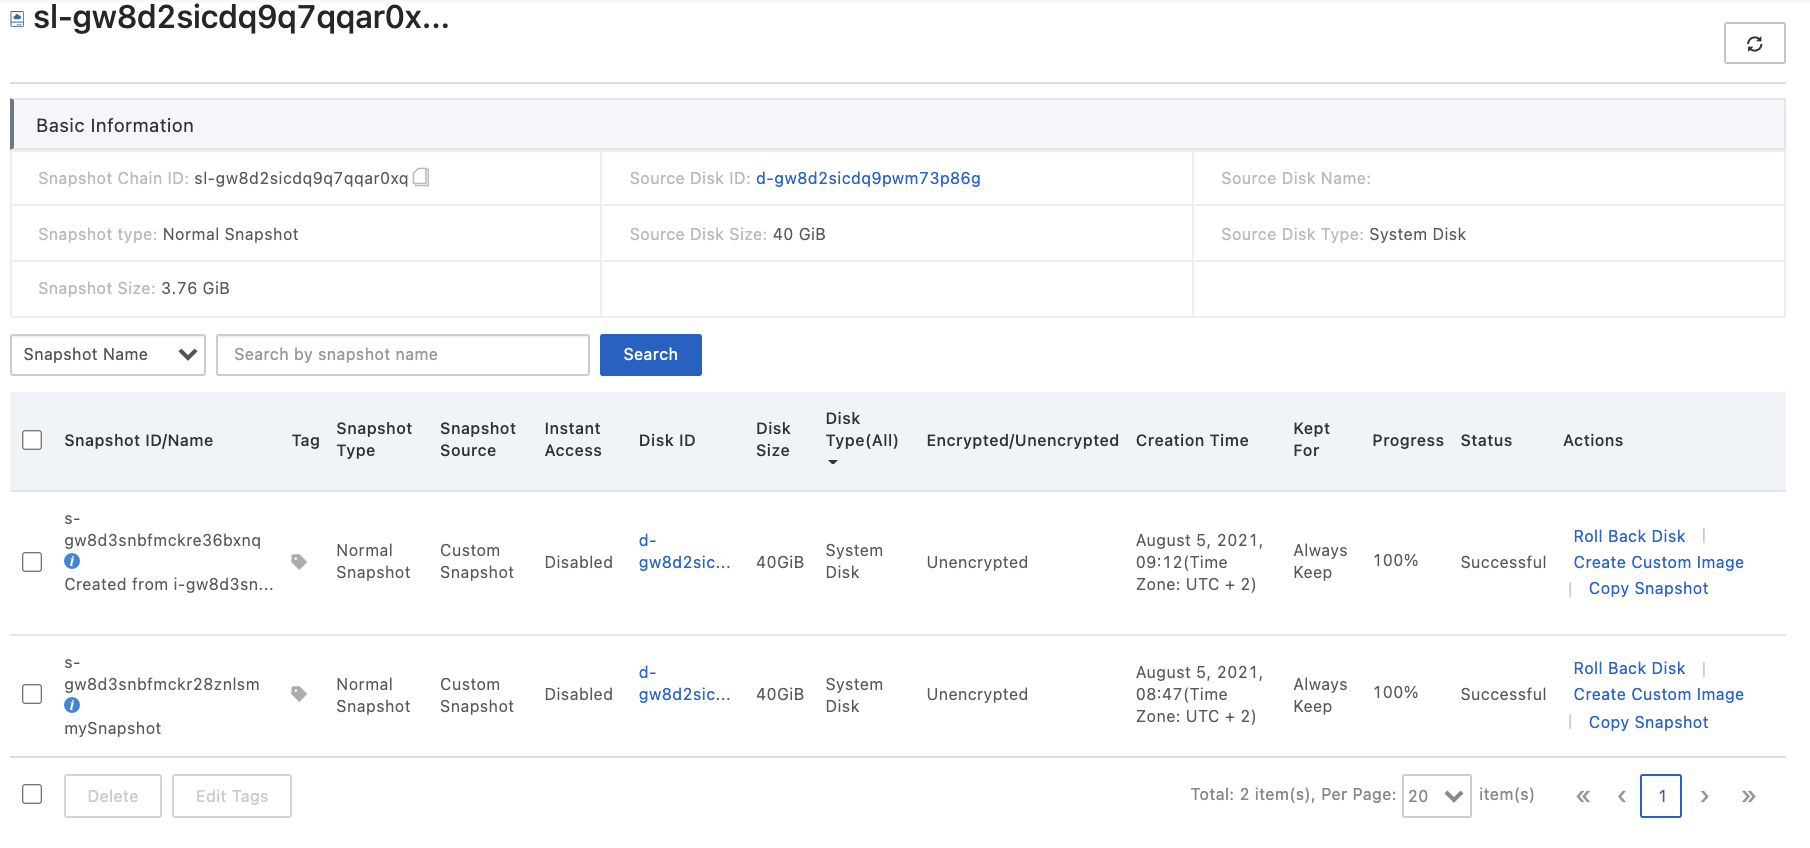 sl-gw8d2sicdq9q7qqar0x...
Basic Information
Snapshot Chain ID: sl-gw8d2sicdq9q7qqar0xq
Source Disk ID: d-gw8d2sicdq9pwm73p86g
Source Disk Name:
Snapshot type: Normal Snapshot
Source Disk Size: 40 GiB
Source Disk Type: System Disk
Snapshot Size: 3.76 GiB
Snapshot Name
Search by snapshot name
Search
Snapshot ID/Name
Tag
Snapshot
Type
Snapshot
Source
Instant
Access
Disk ID
Disk
Size
Disk
Type(All)
Encrypted/Unencrypted
Creation Time
Kept
For
Progress
Status
Actions
s-
gw8d3snbfmckre36bxnq
Created from i-gw8d3sn...
Normal
Snapshot
Custom
Snapshot
Disabled
d-
gw8d2sic...
40GiB
System
Disk
Unencrypted
August 5, 2021,
09:12(Time
Zone: UTC + 2)
Always
Keep
100%
Successful
Roll Back Disk |
Create Custom Image
| Copy Snapshot
s-
gw8d3snbfmckr28znlsm
mySnapshot
Normal
Snapshot
Custom
Snapshot
Disabled
d-
gw8d2sic...
40GiB
System
Disk
Unencrypted
August 5, 2021,
08:47(Time
Zone: UTC + 2)
Always
Keep
100%
Successful
Roll Back Disk |
Create Custom Image
| Copy Snapshot
Delete
Edit Tags
Total: 2 item(s), Per Page: 20 item(s)
« ‹ 1 › »